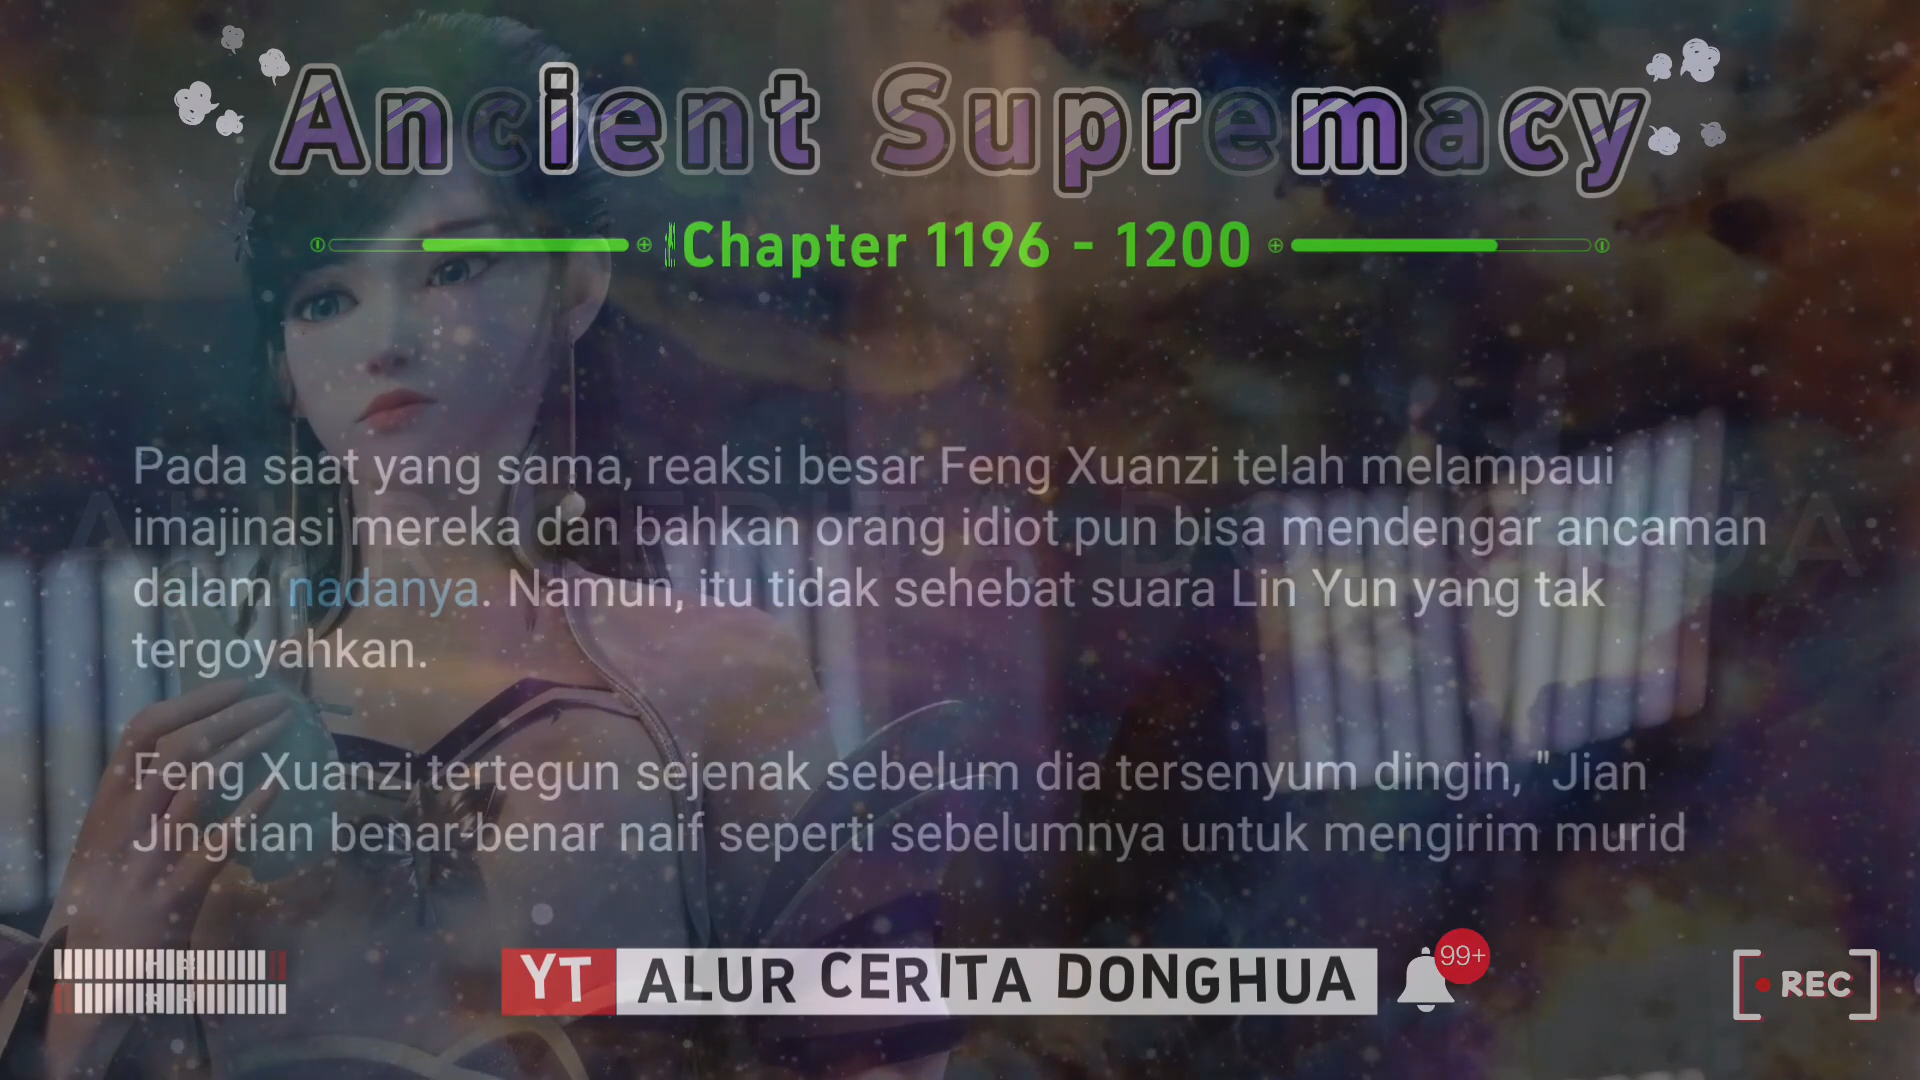 Ancient Supremacy
Chapter 1196 - 1200
Pada saat yang sama, reaksi besar Feng Xuanzi telah melampaui
imajinasi mereka dan bahkan orang idiot pun bisa mendengar ancaman
dalam nadanya. Namun, itu tidak sehebat suara Lin Yun yang tak
tergoyahkan.
ALUR CERITA DONGHUA
Feng Xuanzi tertegun sejenak sebelum dia tersenyum dingin, "Jian
Jingtian benar-benar naif seperti sebelumnya untuk mengirim murid
YT ALUR CERITA DONGHUA
99+
REC